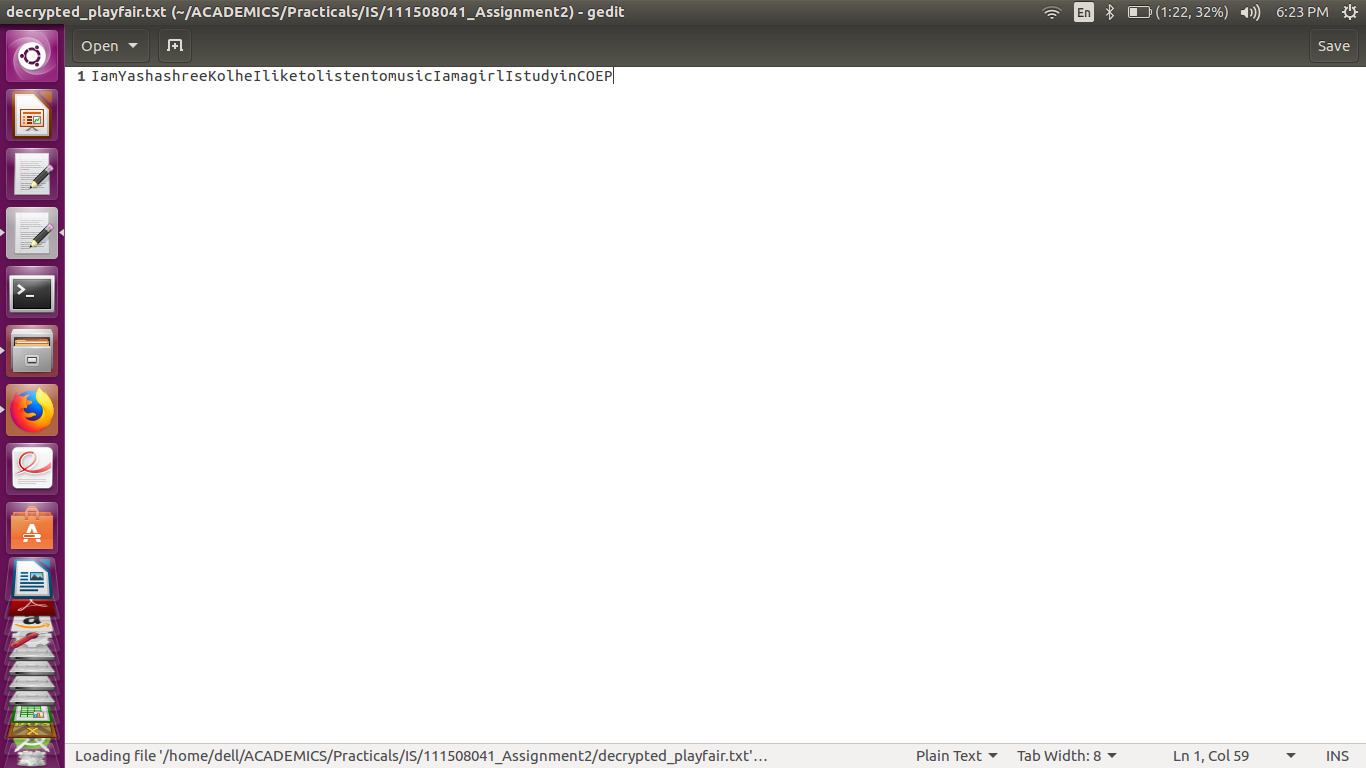 decrypted_playfair.txt (~/ACADEMICS/Practicals/IS/111508041_Assignment2) - gedit
En
(1:22, 32%)
6:23 PM
Open
Save
1 IamYashashreeKolheIliketolistentomusicIamagirlIstudyinCOEP
Loading file '/home/dell/ACADEMICS/Practicals/IS/111508041_Assignment2/decrypted_playfair.txt'…
Plain Text
Tab Width: 8
Ln 1, Col 59
INS